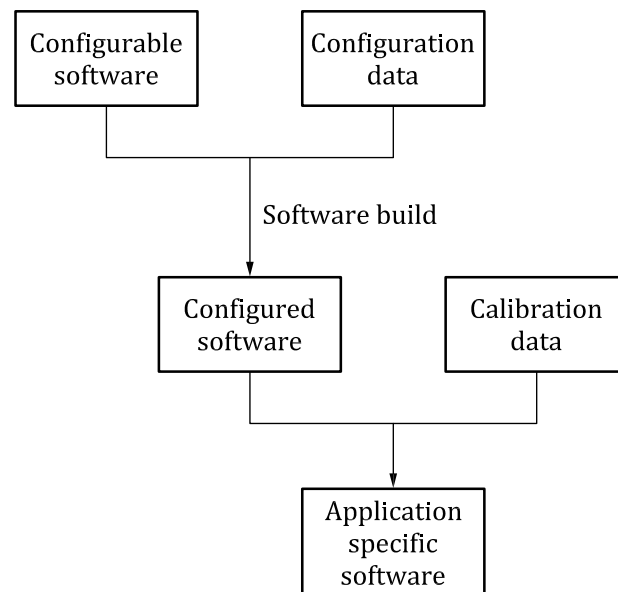 Configurable
software
Configuration
data
Software build
Configured
software
Calibration
data
Application
specific
software